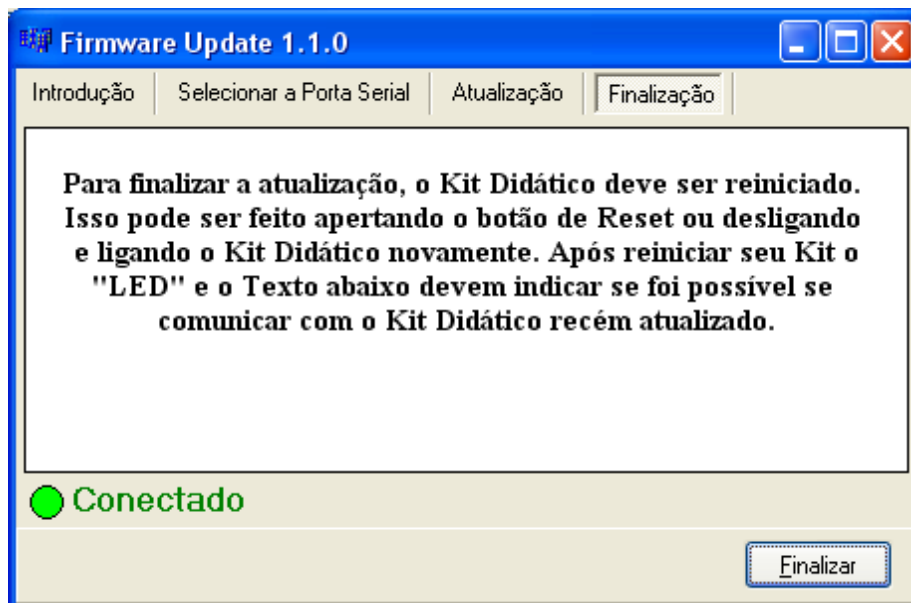 Firmware Update 1.1.0
Introdução Selecionar a Porta Serial Atualização Finalização
Para finalizar a atualização, o Kit Didático deve ser reiniciado.
Isso pode ser feito apertando o botão de Reset ou desligando
e ligando o Kit Didático novamente. Após reiniciar seu Kit o
"LED" e o Texto abaixo devem indicar se foi possível se
comunicar com o Kit Didático recém atualizado.
Conectado
Finalizar